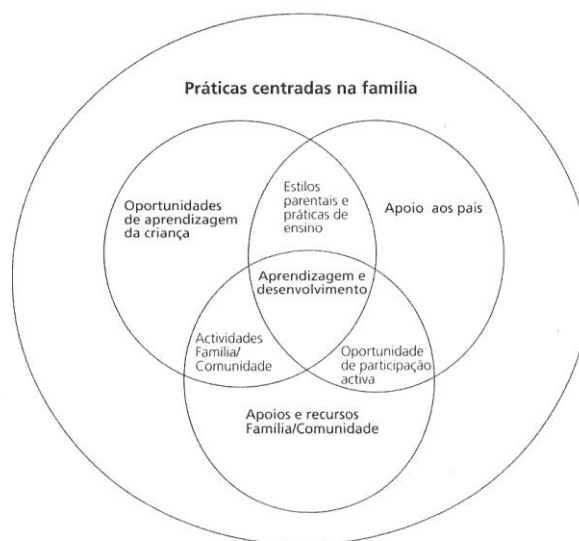 Práticas centradas na família
Oportunidades
de aprendizagem
da criança
Estilos
parentais e
práticas de
ensino
Apoio aos pais
Aprendizagem e
desenvolvimento
Actividades
Família/
Comunidade
Oportunidade
de participação
activa
Apoios e recursos
Família/Comunidade